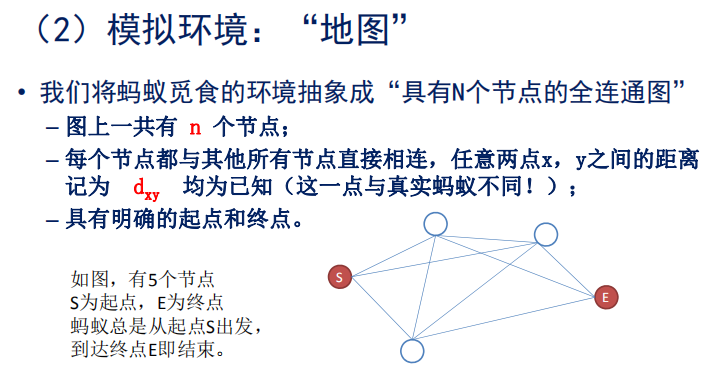 （2）模拟环境：“地图”
• 我们将蚂蚁觅食的环境抽象成“具有N个节点的全连通图”
– 图上一共有 n 个节点；
– 每个节点都与其他所有节点直接相连，任意两点x，y之间的距离
记为 dxy 均为已知（这一点与真实蚂蚁不同！）；
– 具有明确的起点和终点。
如图，有5个节点
S为起点，E为终点
蚂蚁总是从起点S出发，
到达终点E即结束。
S
E